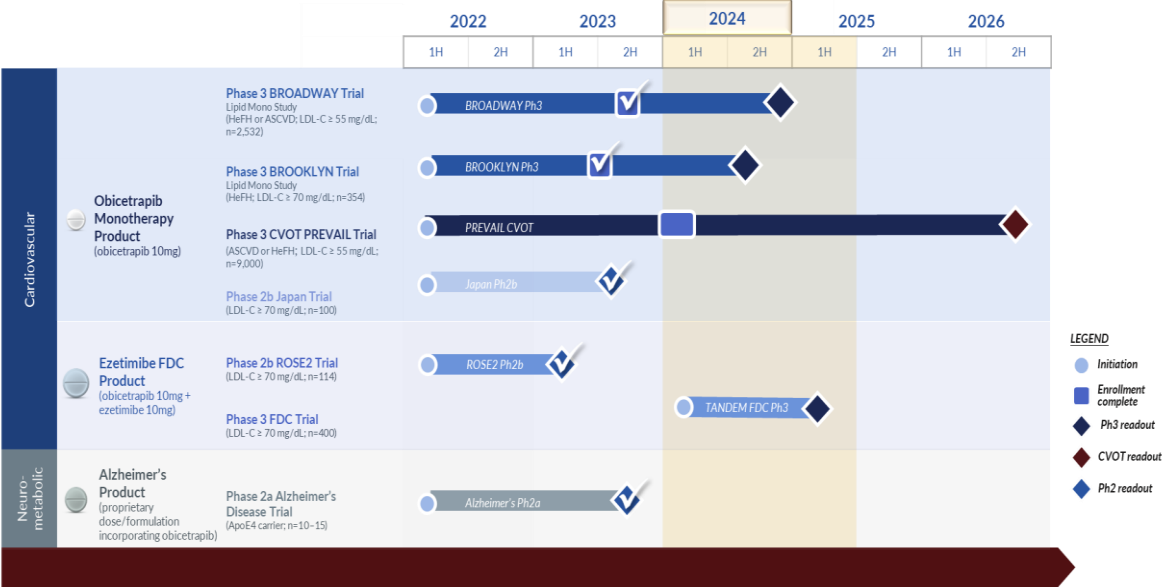 2022 2023 2024 2025 2026
1H 2H 1H 2H 1H 2H 1H 2H 1H 2H
Cardiovascular
Obicetrapib
Monotherapy
Product
(obicetrapib 10mg)
Phase 3 BROADWAY Trial
Lipid Mono Study
(HeFH or ASCVD; LDL-C ≥ 55 mg/dL;
n=2,532)
BROADWAY Ph3
Phase 3 BROOKLYN Trial
Lipid Mono Study
(HeFH; LDL-C ≥ 70 mg/dL; n=354)
BROOKLYN Ph3
Phase 3 CVOT PREVAIL Trial
(ASCVD or HeFH; LDL-C ≥ 55 mg/dL;
n=9,000)
PREVAIL CVOT
Phase 2b Japan Trial
(LDL-C ≥ 70 mg/dL; n=100)
Japan Ph2b
Ezetimibe FDC
Product
(obicetrapib 10mg +
ezetimibe 10mg)
Phase 2b ROSE2 Trial
(LDL-C ≥ 70 mg/dL; n=114)
ROSE2 Ph2b
Phase 3 FDC Trial
(LDL-C ≥ 70 mg/dL; n=400)
TANDEM FDC Ph3
Neuro-
metabolic
Alzheimer's
Product
(proprietary
dose/formulation
incorporating obicetrapib)
Phase 2a Alzheimer's
Disease Trial
(ApoE4 carrier; n=10–15)
Alzheimer's Ph2a
LEGEND
Initiation
Enrollment
complete
Ph3 readout
CVOT readout
Ph2 readout